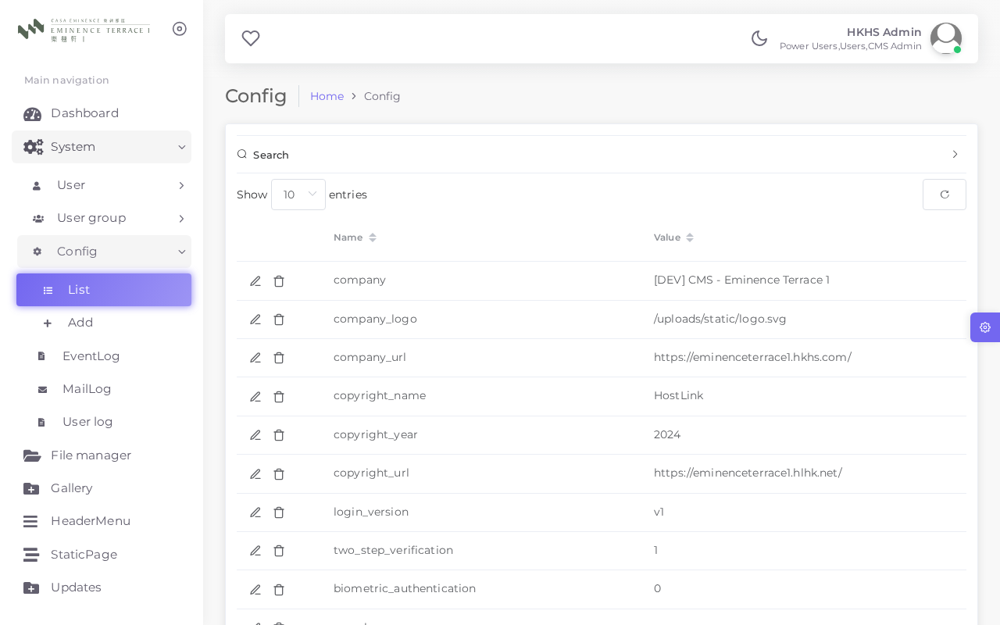 CASA EMINENCE
EMINENCE TERRACE I
Main navigation
Dashboard
System
User
User group
Config
List
Add
EventLog
MailLog
User log
File manager
Gallery
HeaderMenu
StaticPage
Updates
HKHS Admin
Power Users,Users,CMS Admin
Config
Home > Config
Search
Show 10 entries
Name Value
company [DEV] CMS - Eminence Terrace 1
company_logo /uploads/static/logo.svg
company_url https://eminenceterrace1.hkhs.com/
copyright_name HostLink
copyright_year 2024
copyright_url https://eminenceterrace1.hlhk.net/
login_version v1
two_step_verification 1
biometric_authentication 0